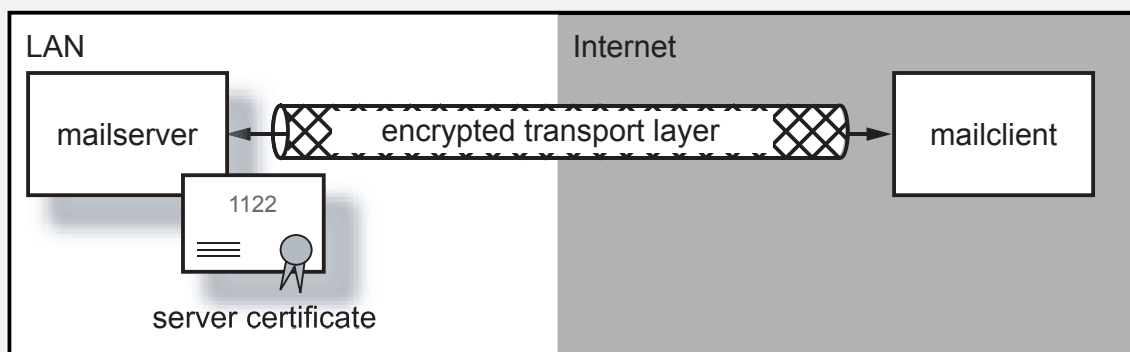 LAN
Internet
mailserver
encrypted transport layer
mailclient
1122
server certificate